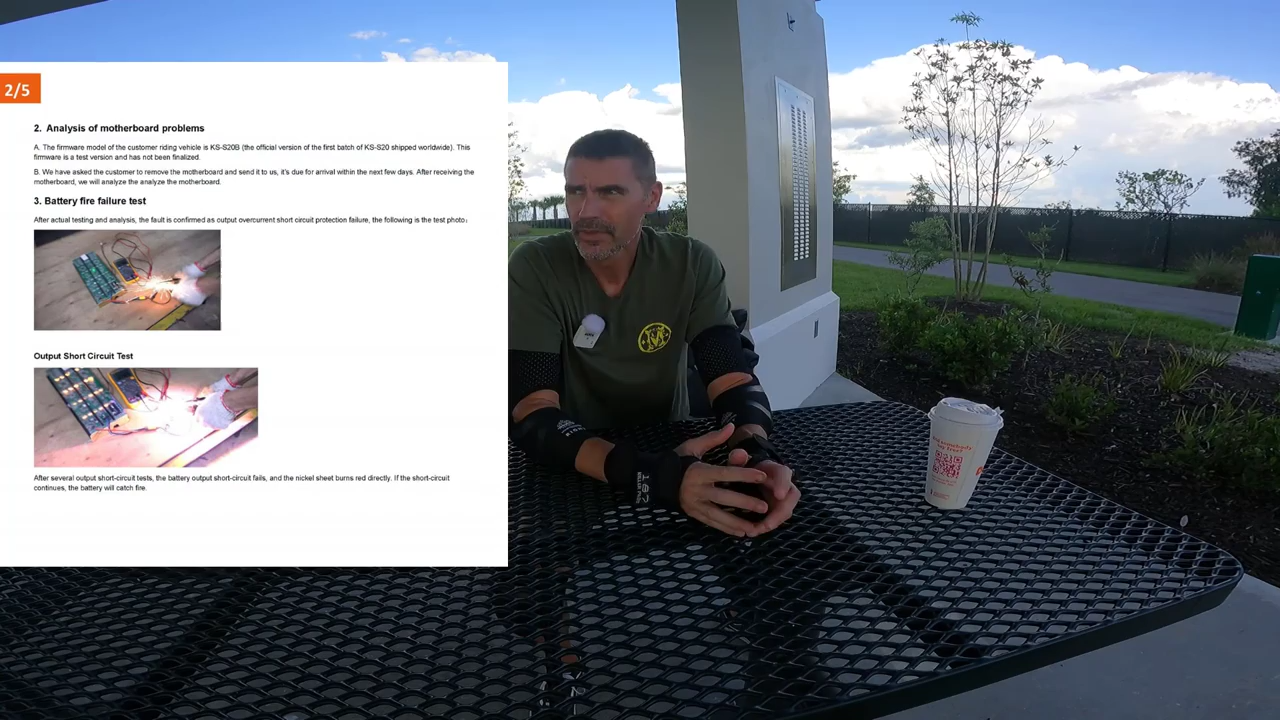 2/5
2. Analysis of motherboard problems
A. The firmware model of the customer riding vehicle is KS-S20B (the official version of the first batch of KS-S20 shipped worldwide). This
firmware is a test version and has not been finalized.
B. We have asked the customer to remove the motherboard and send it to us, it's due for arrival within the next few days. After receiving the
motherboard, we will analyze the analyze the motherboard.
3. Battery fire failure test
After actual testing and analysis, the fault is confirmed as output overcurrent short circuit protection failure, the following is the test photo:
Output Short Circuit Test
After several output short-circuit tests, the battery output short-circuit fails, and the nickel sheet burns red directly. If the short-circuit
continues, the battery will catch fire.
M
187